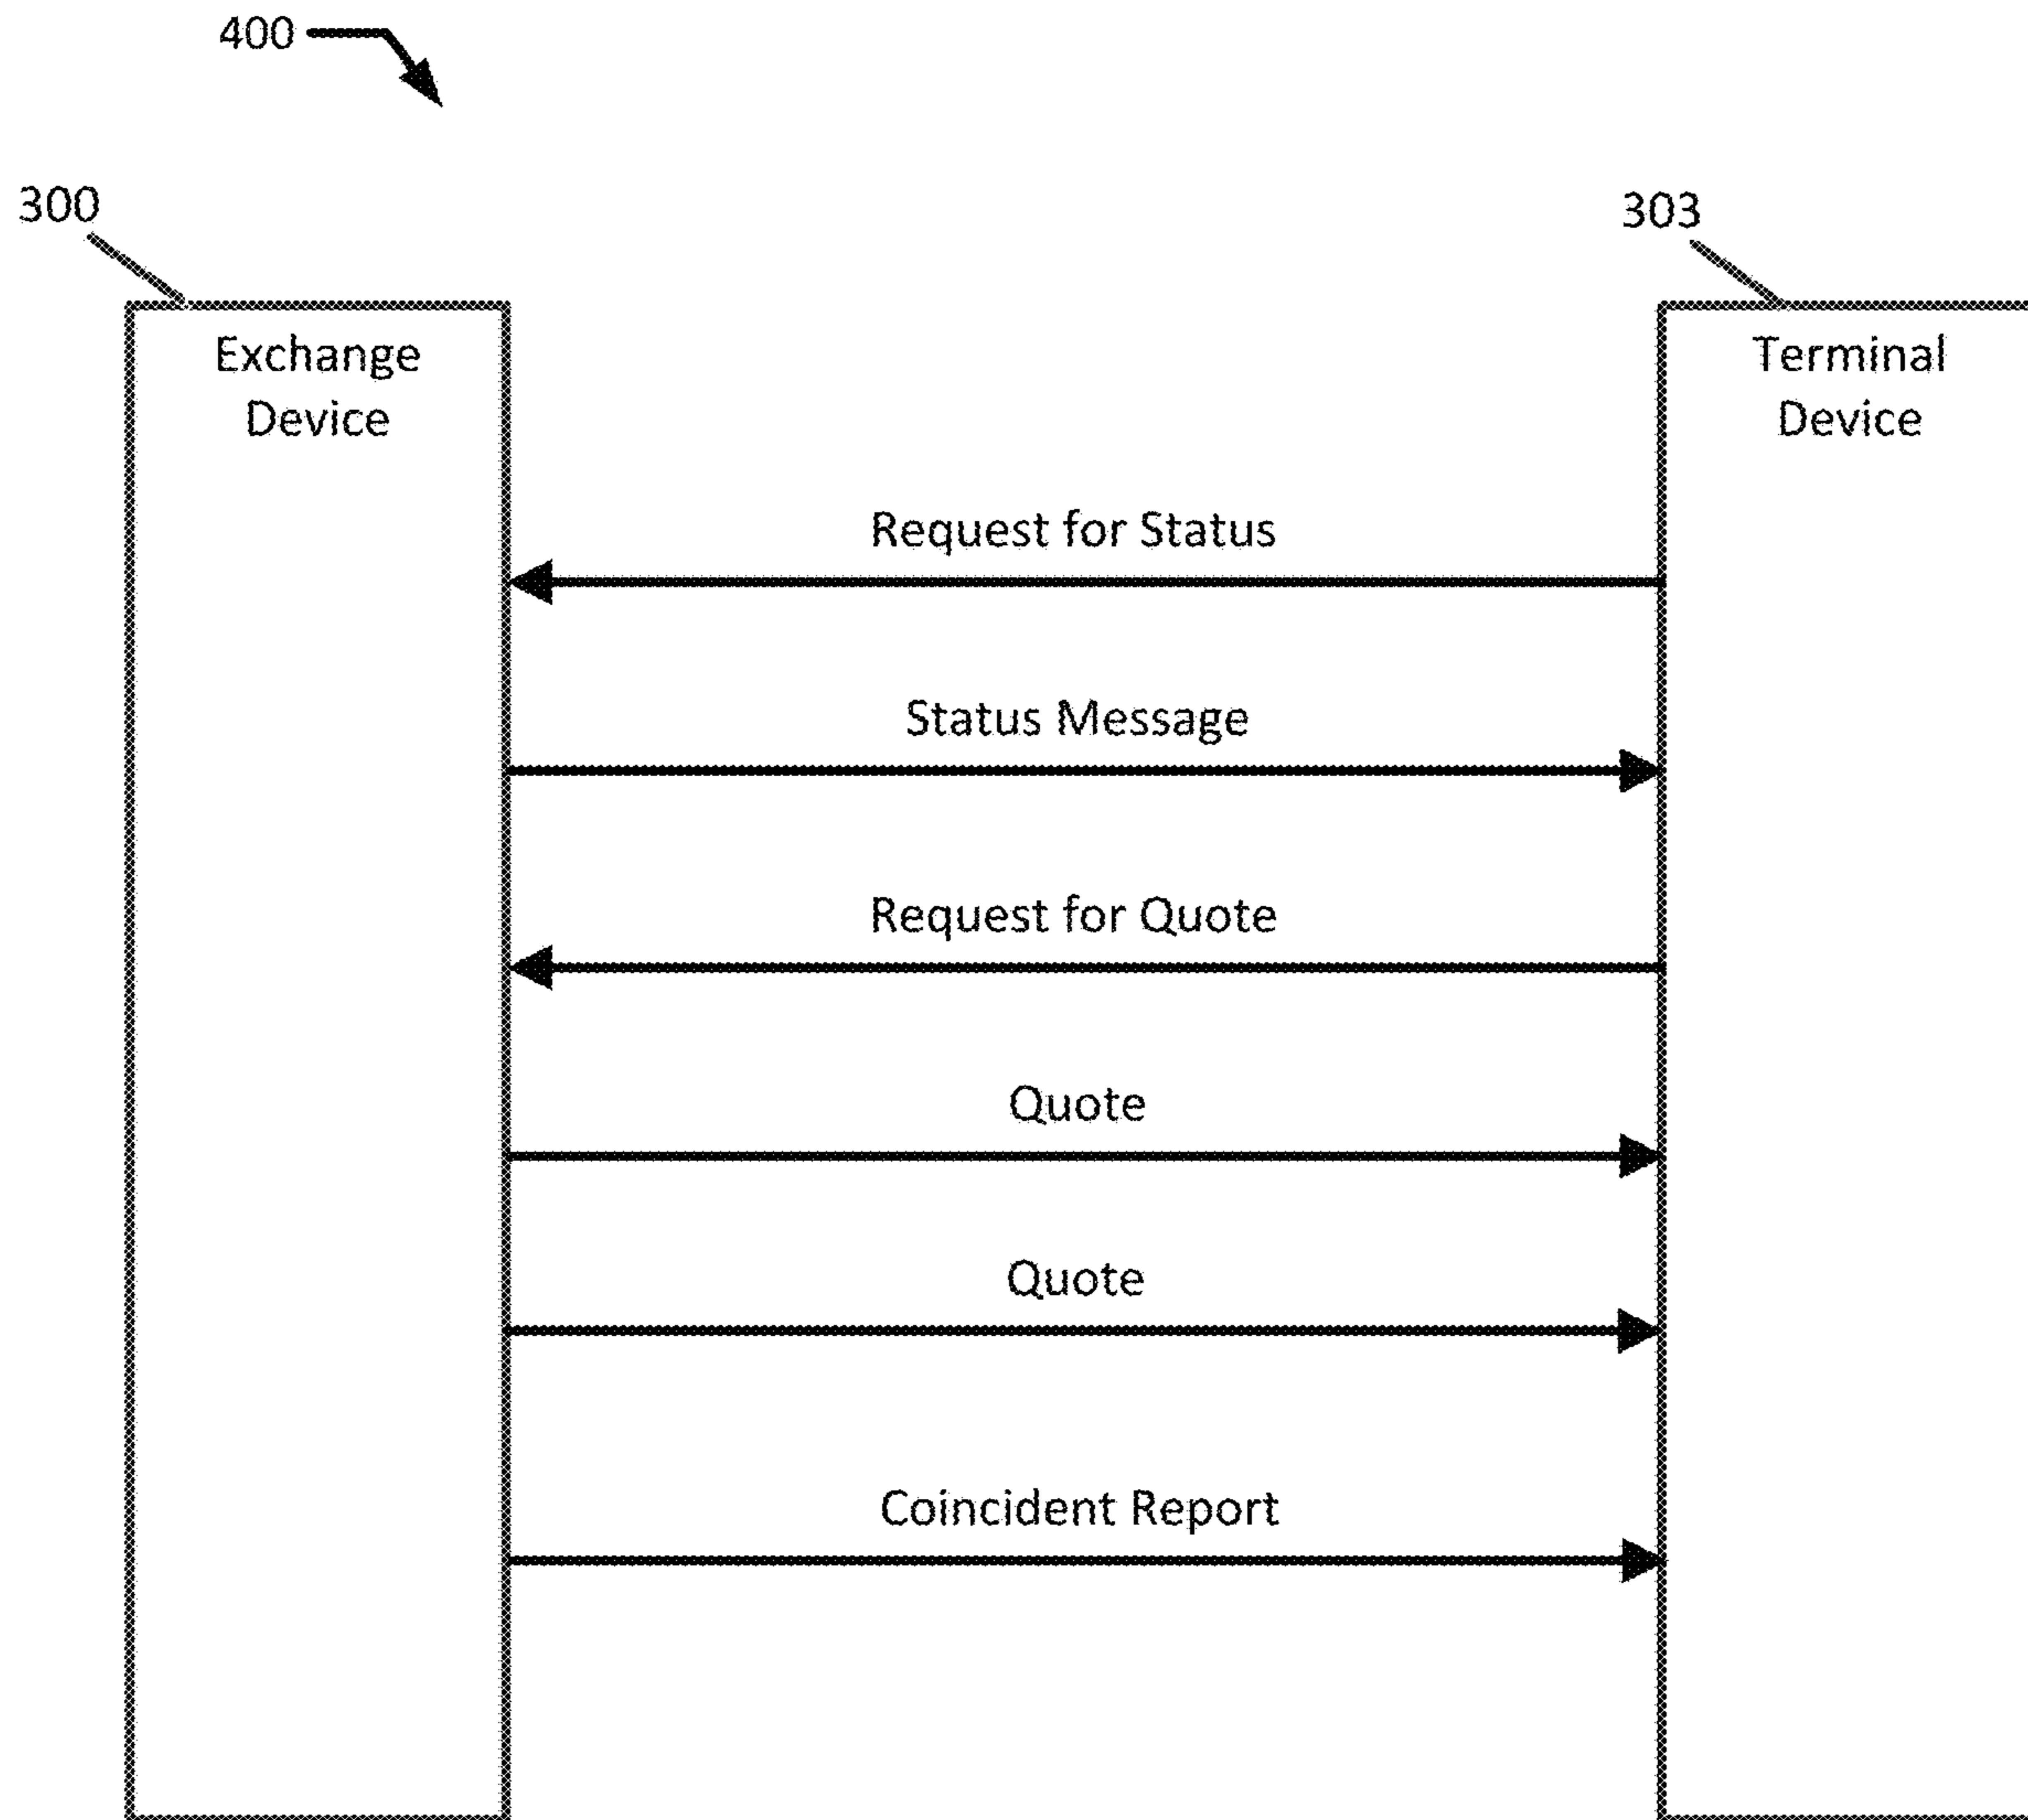 400
300
303
Exchange
Device
Terminal
Device
Request for Status
Status Message
Request for Quote
Quote
Quote
Coincident Report